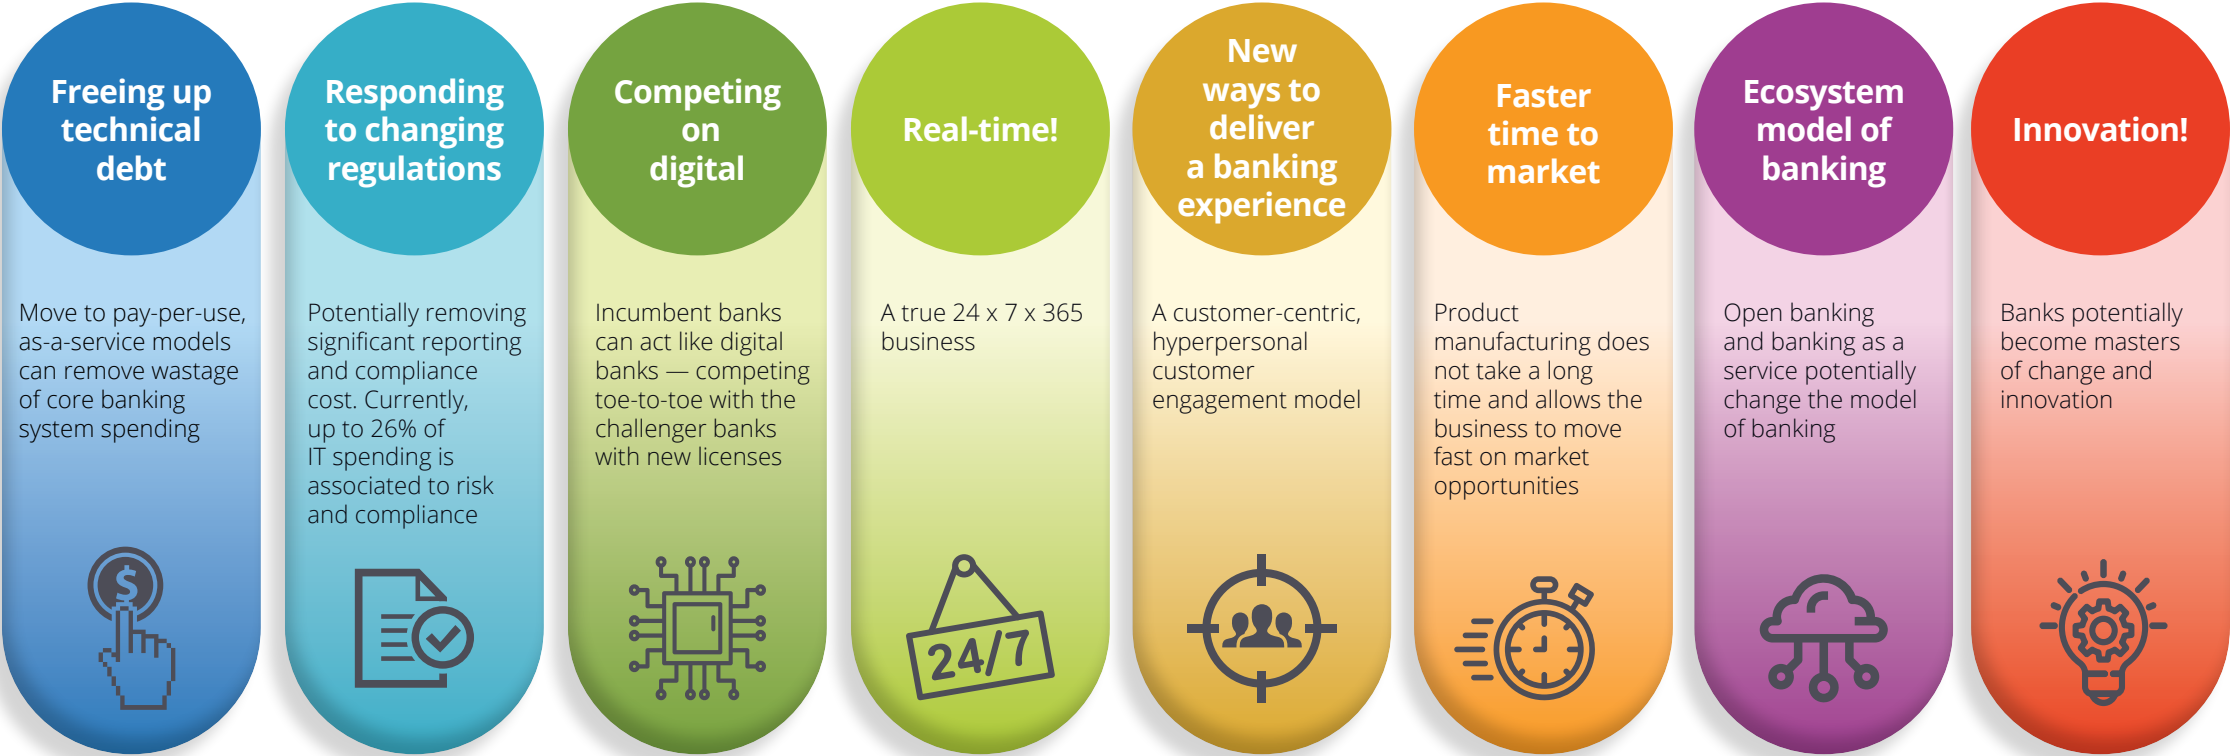 Freeing up
technical
debt
Move to pay-per-use,
as-a-service models
can remove wastage
of core banking
system spending
$
Responding
to changing
regulations
Potentially removing
significant reporting
and compliance
cost. Currently,
up to 26% of
IT spending is
associated to risk
and compliance
Competing
on
digital
Incumbent banks
can act like digital
banks — competing
toe-to-toe with the
challenger banks
with new licenses
Real-time!
A true 24 x 7 x 365
business
24/7
New
ways to
deliver
a banking
experience
A customer-centric,
hyperpersonal
customer
engagement model
Faster
time to
market
Product
manufacturing does
not take a long
time and allows the
business to move
fast on market
opportunities
Ecosystem
model of
banking
Open banking
and banking as a
service potentially
change the model
of banking
Innovation!
Banks potentially
become masters
of change and
innovation